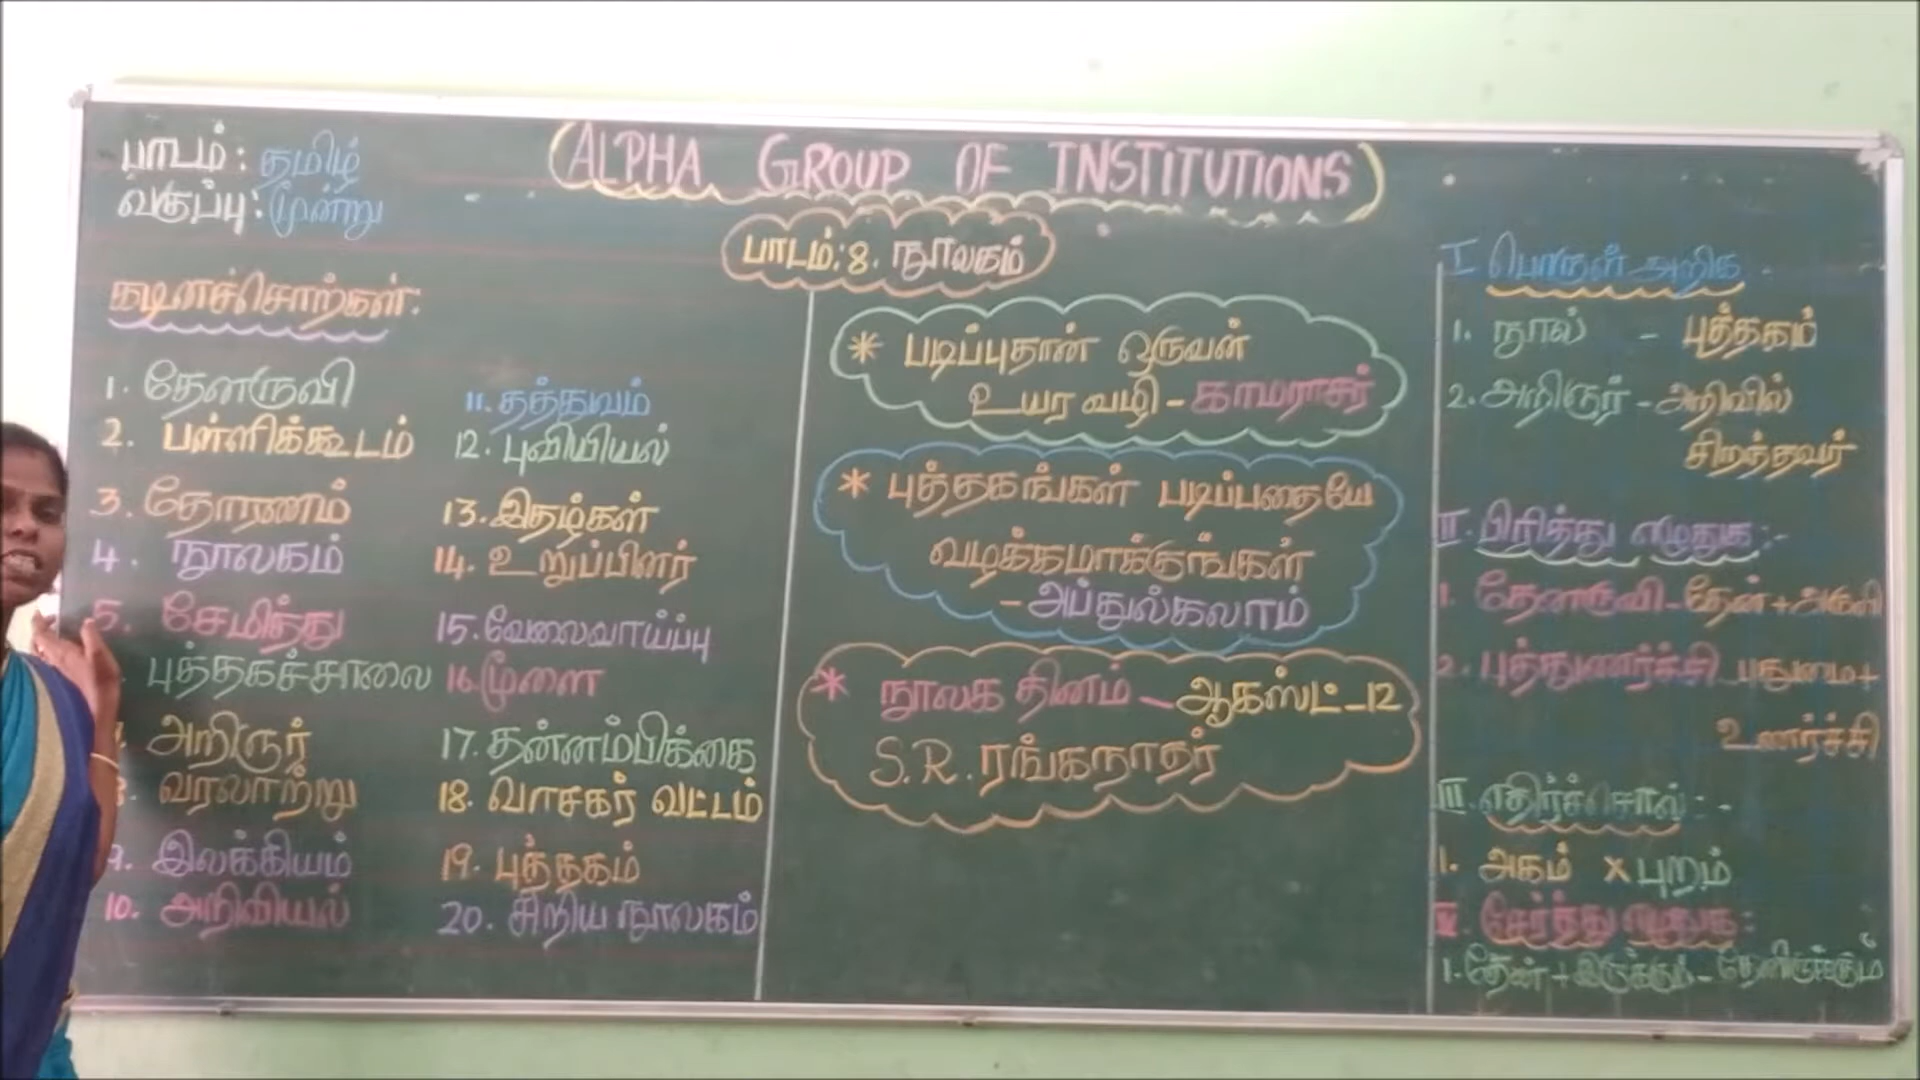 பாடம்: தமிழ்
வகுப்பு: மூன்று
ALPHA GROUP OF INSTITUTIONS
பாடம்: 8. நூலகம்
கடினச்சொற்கள்:
1. தேனருவி
2. பள்ளிக்கூடம்
3. தோரணம்
4. நூலகம்
5. சேமித்து
புத்தகச்சாலை
அறிஞர்
வரலாற்று
9. இலக்கியம்
10. அறிவியல்
11. தத்துவம்
12. புவியியல்
13. இதழ்கள்
14. உறுப்பினர்
15. வேலைவாய்ப்பு
16. மூளை
17. தன்னம்பிக்கை
18. வாசகர் வட்டம்
19. புத்தகம்
20. சிறிய நூலகம்
* படிப்புதான் ஒருவன்
உயர வழி - காமராசர்
* புத்தகங்கள் படிப்பதையே
வழக்கமாக்குங்கள்
- அப்துல்கலாம்
* நூலக தினம் - ஆகஸ்ட் - 12
S.R. ரங்கநாதர்
I பொருள் அறிக -
1. நூல் - புத்தகம்
2. அறிஞர் - அறிவில்
சிறந்தவர்
II. பிரித்து எழுதுக:-
1. தேனருவி - தேன் + அருவி
2. புத்துணர்ச்சி - புதுமை +
உணர்ச்சி
III. எதிர்ச்சொல்: -
1. அகம் x புறம்
IV. சேர்த்து எழுதுக:
1. தேன் + இருக்கும் - தேனிருக்கும்